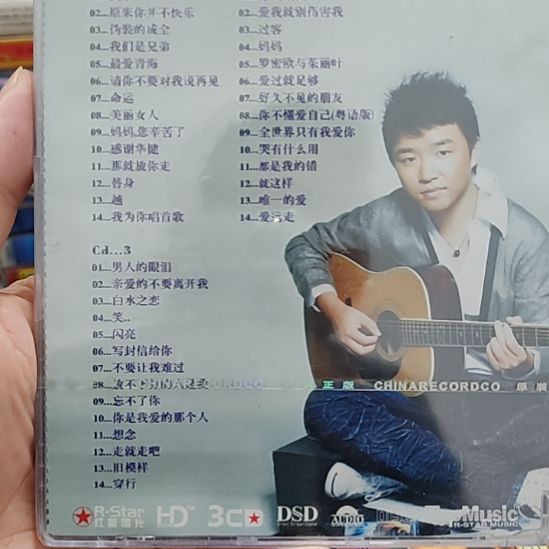 02...原来你并不快乐
03...伪装的成全
04...我们是兄弟
05...最爱青海
06...请你不要对我说再见
07...命运
08...美丽女人
09...妈妈,您辛苦了
10...感谢华健
11...那就放你走
12...替身
13...越
14...我为你唱首歌
02...爱我就别伤害我
03...过客
04...妈妈
05...罗密欧与茱丽叶
06...爱过就足够
07...好久不见的朋友
08...你不懂爱自己(粤语版)
09...全世界只有我爱你
10...哭有什么用
11...都是我的错
12...就这样
13...唯一的爱
14...爱远走
Cd...3
01...男人的眼泪
02...亲爱的不要离开我
03...白水之恋
04...笑..
05...闪亮
06...写封信给你
07...不要让我难过
08...
09...忘不了你
10...你是我爱的那个人
11...想念
12...走就走吧
13...旧模样
14...穿行
CHINARECORDCO 正版 CHINARECORDCO 原装
R-Star HD 3CD DSD AUDIO Music
红星唱片 R-STAR MUSIC